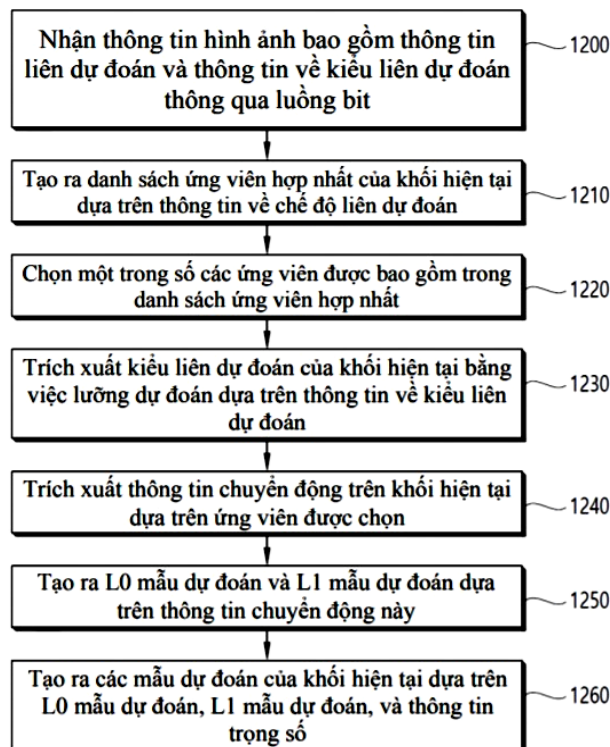 Nhận thông tin hình ảnh bao gồm thông tin
liên dự đoán và thông tin về kiểu liên dự đoán
thông qua luồng bit
1200
Tạo ra danh sách ứng viên hợp nhất của khối hiện tại
dựa trên thông tin về chế độ liên dự đoán
1210
Chọn một trong số các ứng viên được bao gồm trong
danh sách ứng viên hợp nhất
1220
Trích xuất kiểu liên dự đoán của khối hiện tại bằng
việc lưỡng dự đoán dựa trên thông tin về kiểu liên
dự đoán
1230
Trích xuất thông tin chuyển động trên khối hiện tại
dựa trên ứng viên được chọn
1240
Tạo ra L0 mẫu dự đoán và L1 mẫu dự đoán dựa
trên thông tin chuyển động này
1250
Tạo ra các mẫu dự đoán của khối hiện tại dựa trên
L0 mẫu dự đoán, L1 mẫu dự đoán, và thông tin
trọng số
1260